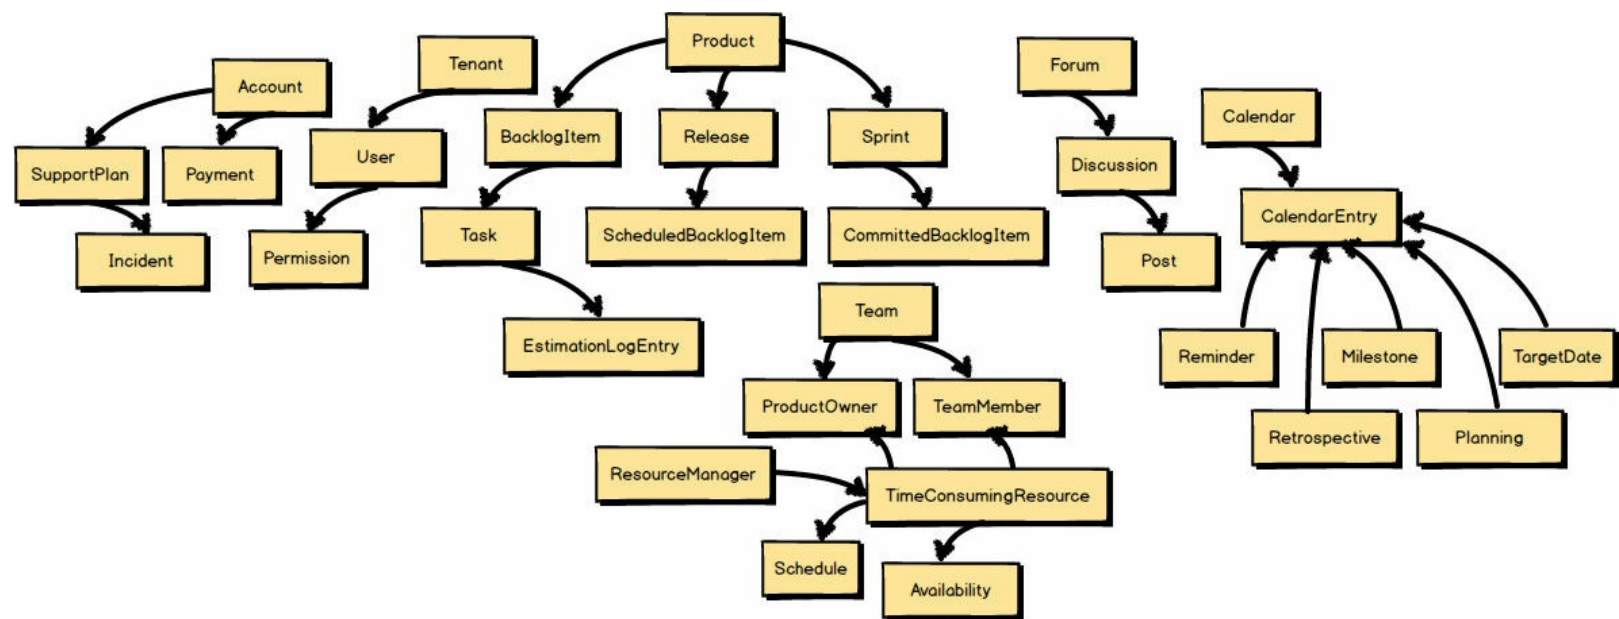 Product
Tenant
Forum
Account
Calendar
BacklogItem
Release
Sprint
User
Discussion
SupportPlan
Payment
CalendarEntry
Task
ScheduledBacklogItem
CommittedBacklogItem
Incident
Permission
Post
Team
EstimationLogEntry
Reminder
Milestone
TargetDate
ProductOwner
TeamMember
Retrospective
Planning
ResourceManager
TimeConsumingResource
Schedule
Availability